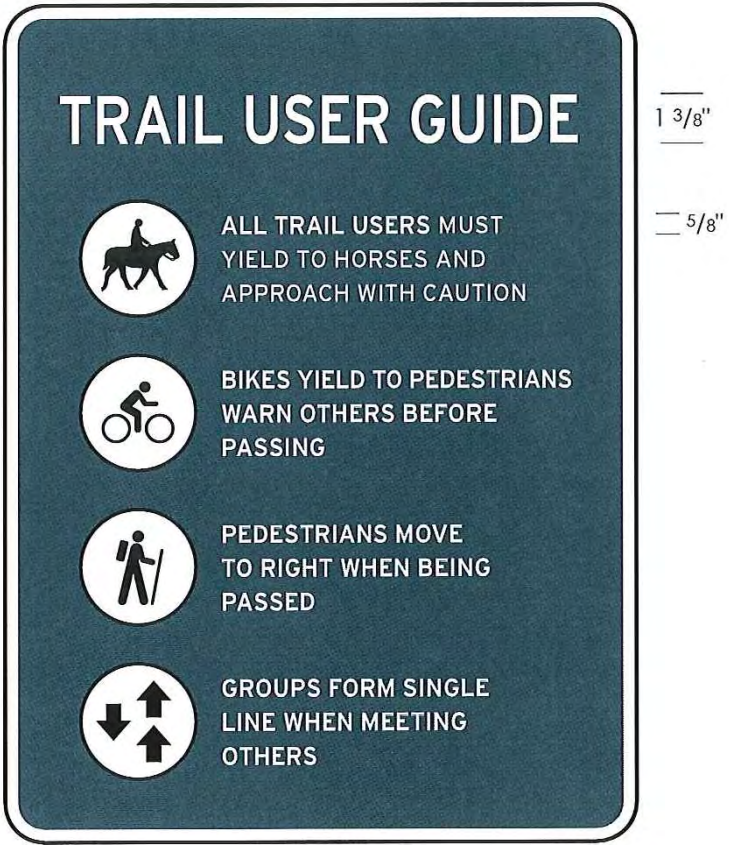 TRAIL USER GUIDE
1 3/8"
ALL TRAIL USERS MUST
5/8"
YIELD TO HORSES AND
APPROACH WITH CAUTION
BIKES YIELD TO PEDESTRIANS
WARN OTHERS BEFORE
PASSING
PEDESTRIANS MOVE
TO RIGHT WHEN BEING
PASSED
GROUPS FORM SINGLE
LINE WHEN MEETING
OTHERS